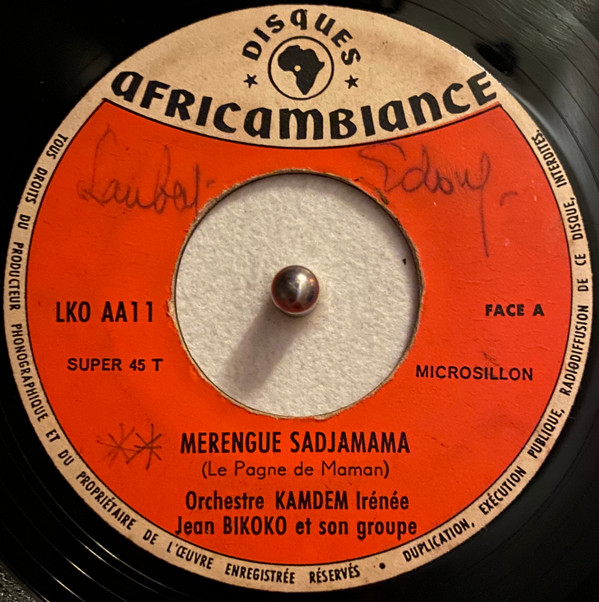 DISQUES
AFRICAMBIANCE
LKO AA11
FACE A
SUPER 45 T
MICROSILLON
MERENGUE SADJAMAMA
(Le Pagne de Maman)
Orchestre KAMDEM Irénée
Jean BIKOKO et son groupe
TOUS DROITS DU PRODUCTEUR PHONOGRAPHIQUE ET DU PROPRIÉTAIRE DE L'ŒUVRE ENREGISTRÉE RÉSERVÉS • DUPLICATION, EXÉCUTION PUBLIQUE, RADIODIFFUSION DE CE DISQUE, INTERDITES.